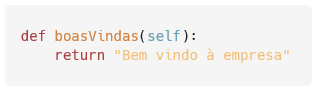 def boasVindas(self):
    return "Bem vindo à empresa"